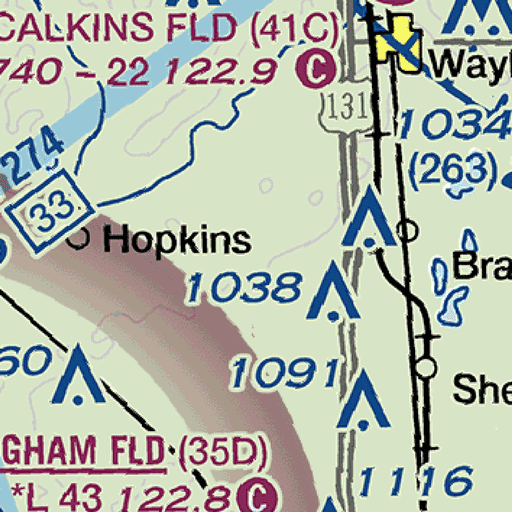 CALKINS FLD (41C)
740 – 22 122.9 C
131
Wayl
1034
(263)
274
33
Hopkins
Bra
1038
60
1091
She
GHAM FLD (35D)
*L 43 122.8 C
1116